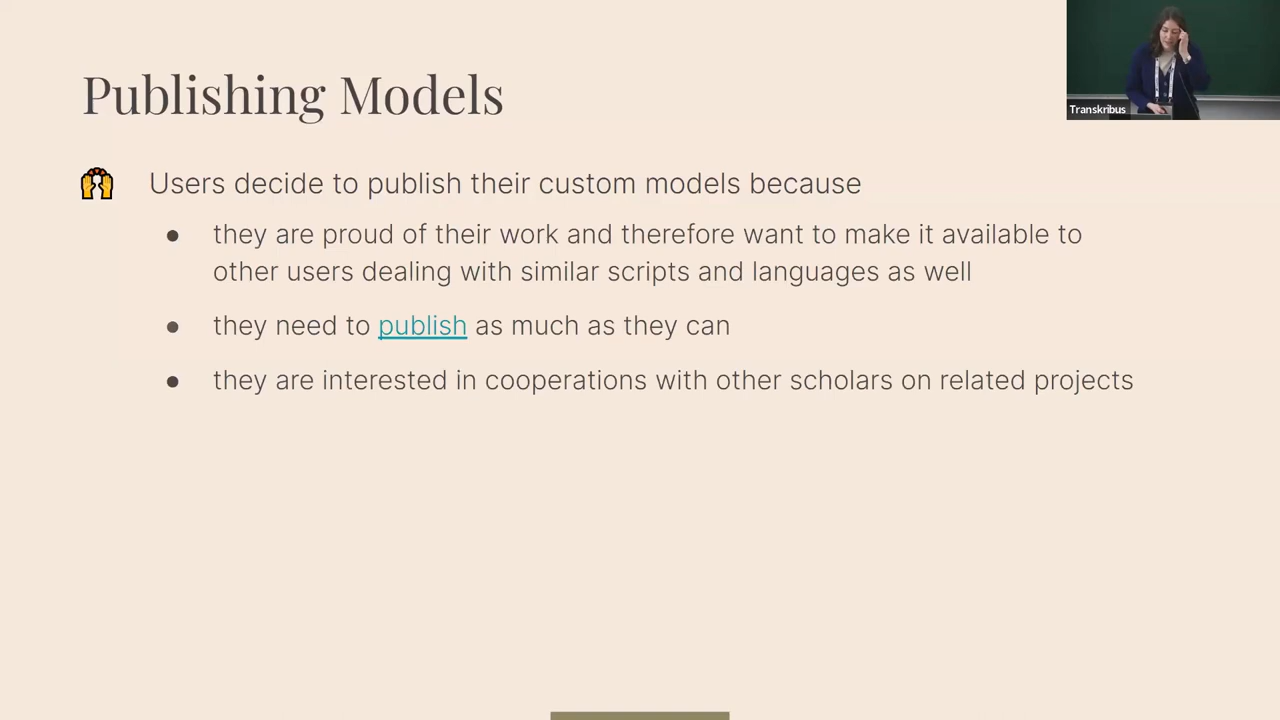 Publishing Models
Transkribus
Users decide to publish their custom models because
● they are proud of their work and therefore want to make it available to
other users dealing with similar scripts and languages as well
● they need to publish as much as they can
● they are interested in cooperations with other scholars on related projects